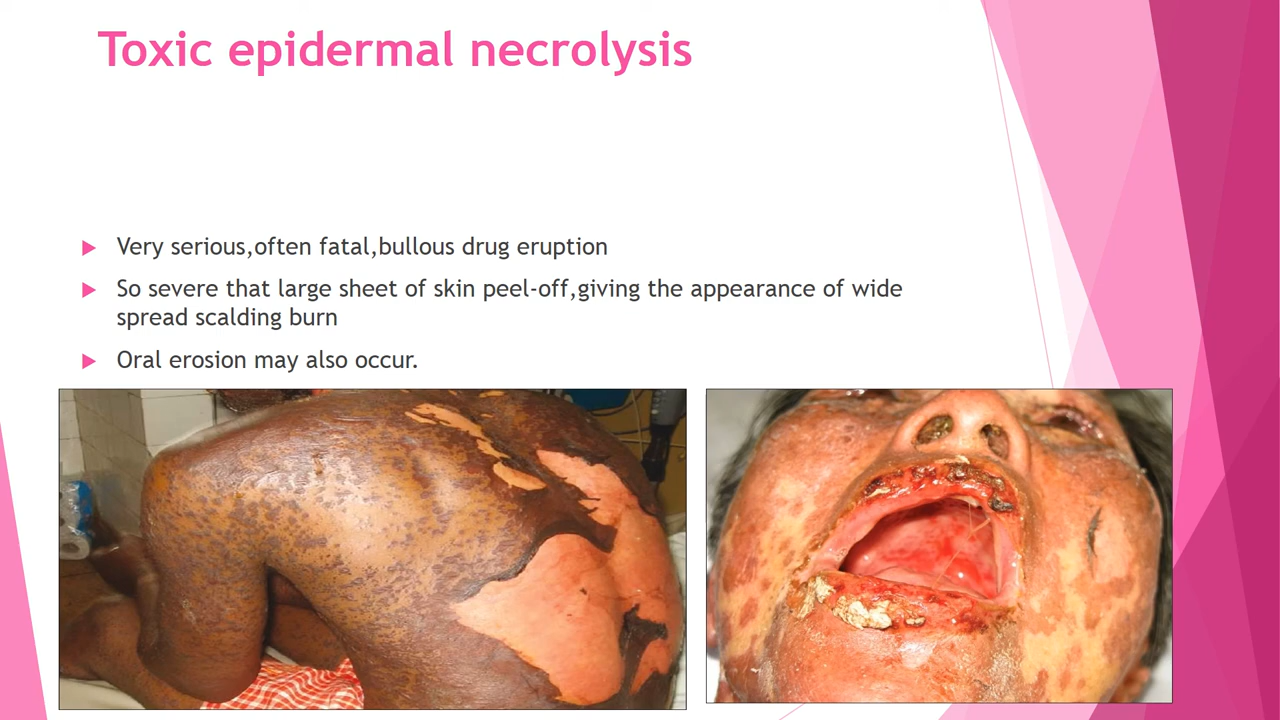 Toxic epidermal necrolysis
Very serious,often fatal,bullous drug eruption
So severe that large sheet of skin peel-off,giving the appearance of wide
spread scalding burn
Oral erosion may also occur.